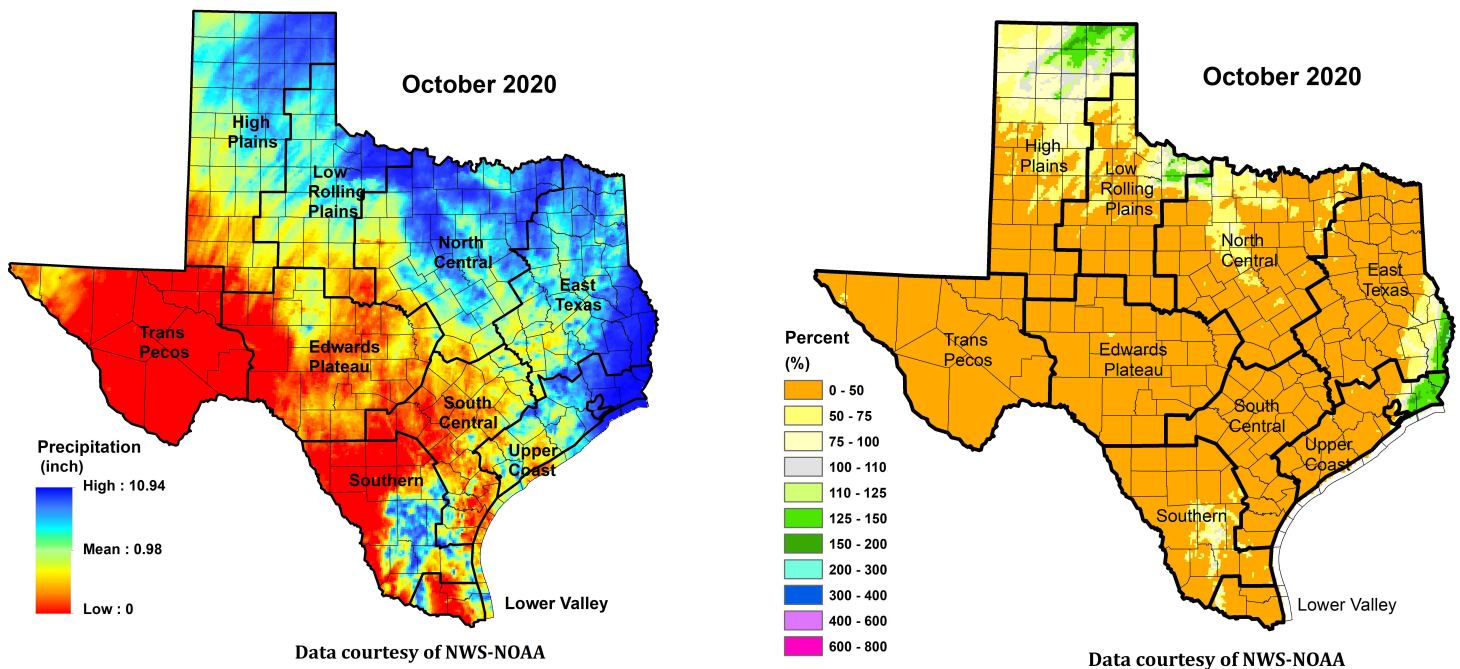 October 2020
High
Plains
Low
Rolling
Plains
North
Central
East
Texas
Trans
Pecos
Edwards
Plateau
South
Central
Upper
Coast
Southern
Lower Valley
Precipitation
(inch)
High : 10.94
Mean : 0.98
Low : 0
Data courtesy of NWS-NOAA
October 2020
High
Plains
Low
Rolling
Plains
North
Central
East
Texas
Trans
Pecos
Edwards
Plateau
South
Central
Upper
Coast
Southern
Lower Valley
Percent
(%)
0 - 50
50 - 75
75 - 100
100 - 110
110 - 125
125 - 150
150 - 200
200 - 300
300 - 400
400 - 600
600 - 800
Data courtesy of NWS-NOAA